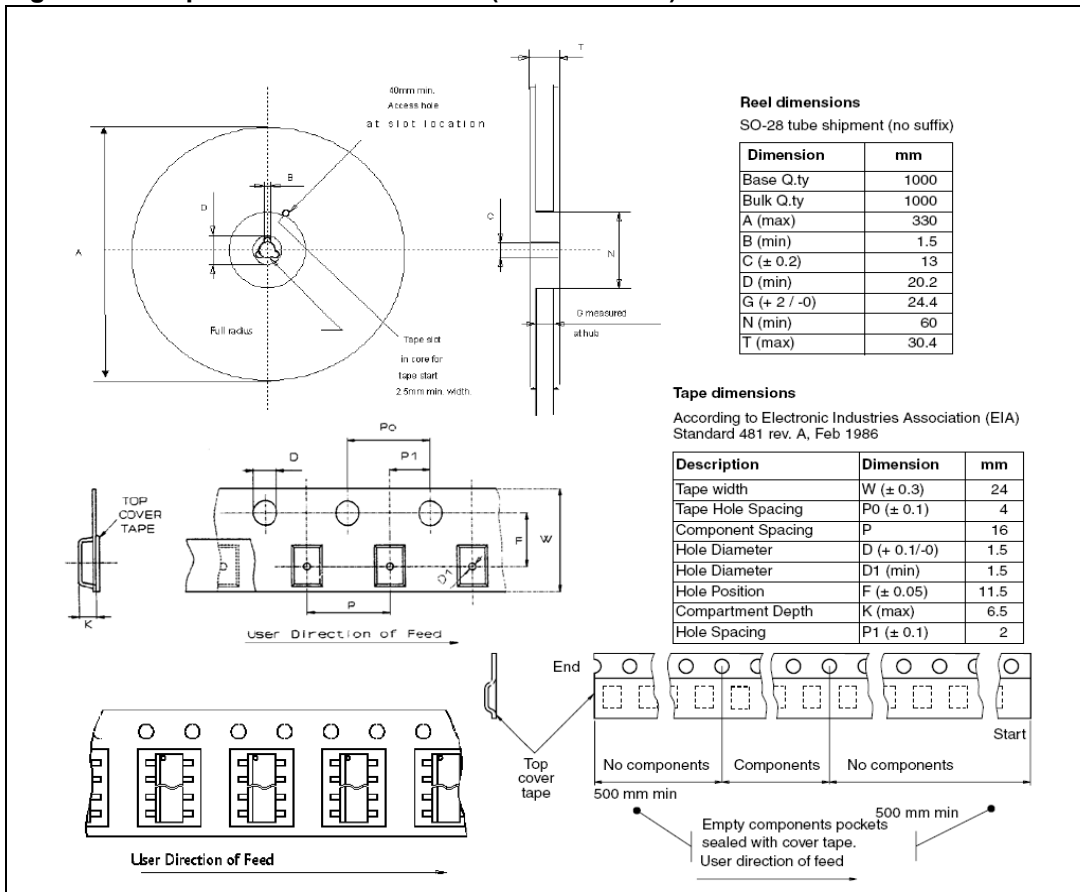 T
40mm min.
Access hole
at slot location
B
D
A
C
N
Full radius
Tape slot
in core for
tape start
2.5mm min. width.
G measured
at hub
Reel dimensions
SO-28 tube shipment (no suffix)
Dimension mm
Base Q.ty 1000
Bulk Q.ty 1000
A (max) 330
B (min) 1.5
C (± 0.2) 13
D (min) 20.2
G (+ 2 / -0) 24.4
N (min) 60
T (max) 30.4
Tape dimensions
According to Electronic Industries Association (EIA)
Standard 481 rev. A, Feb 1986
Description Dimension mm
Tape width W (± 0.3) 24
Tape Hole Spacing P0 (± 0.1) 4
Component Spacing P 16
Hole Diameter D (+ 0.1/-0) 1.5
Hole Diameter D1 (min) 1.5
Hole Position F (± 0.05) 11.5
Compartment Depth K (max) 6.5
Hole Spacing P1 (± 0.1) 2
Po
D
P1
TOP
COVER
TAPE
F
W
D1
K
P
User Direction of Feed
End
Start
Top
cover
tape
No components
Components
No components
500 mm min
500 mm min
Empty components pockets
sealed with cover tape.
User direction of feed
User Direction of Feed